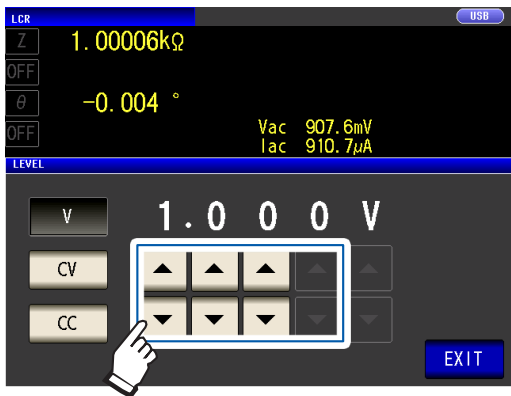 LCR USB
Z 1.00006kΩ
OFF
θ -0.004 °
OFF Vac 907.6mV
Iac 910.7μA
LEVEL
V 1.000 V
CV
CC
EXIT